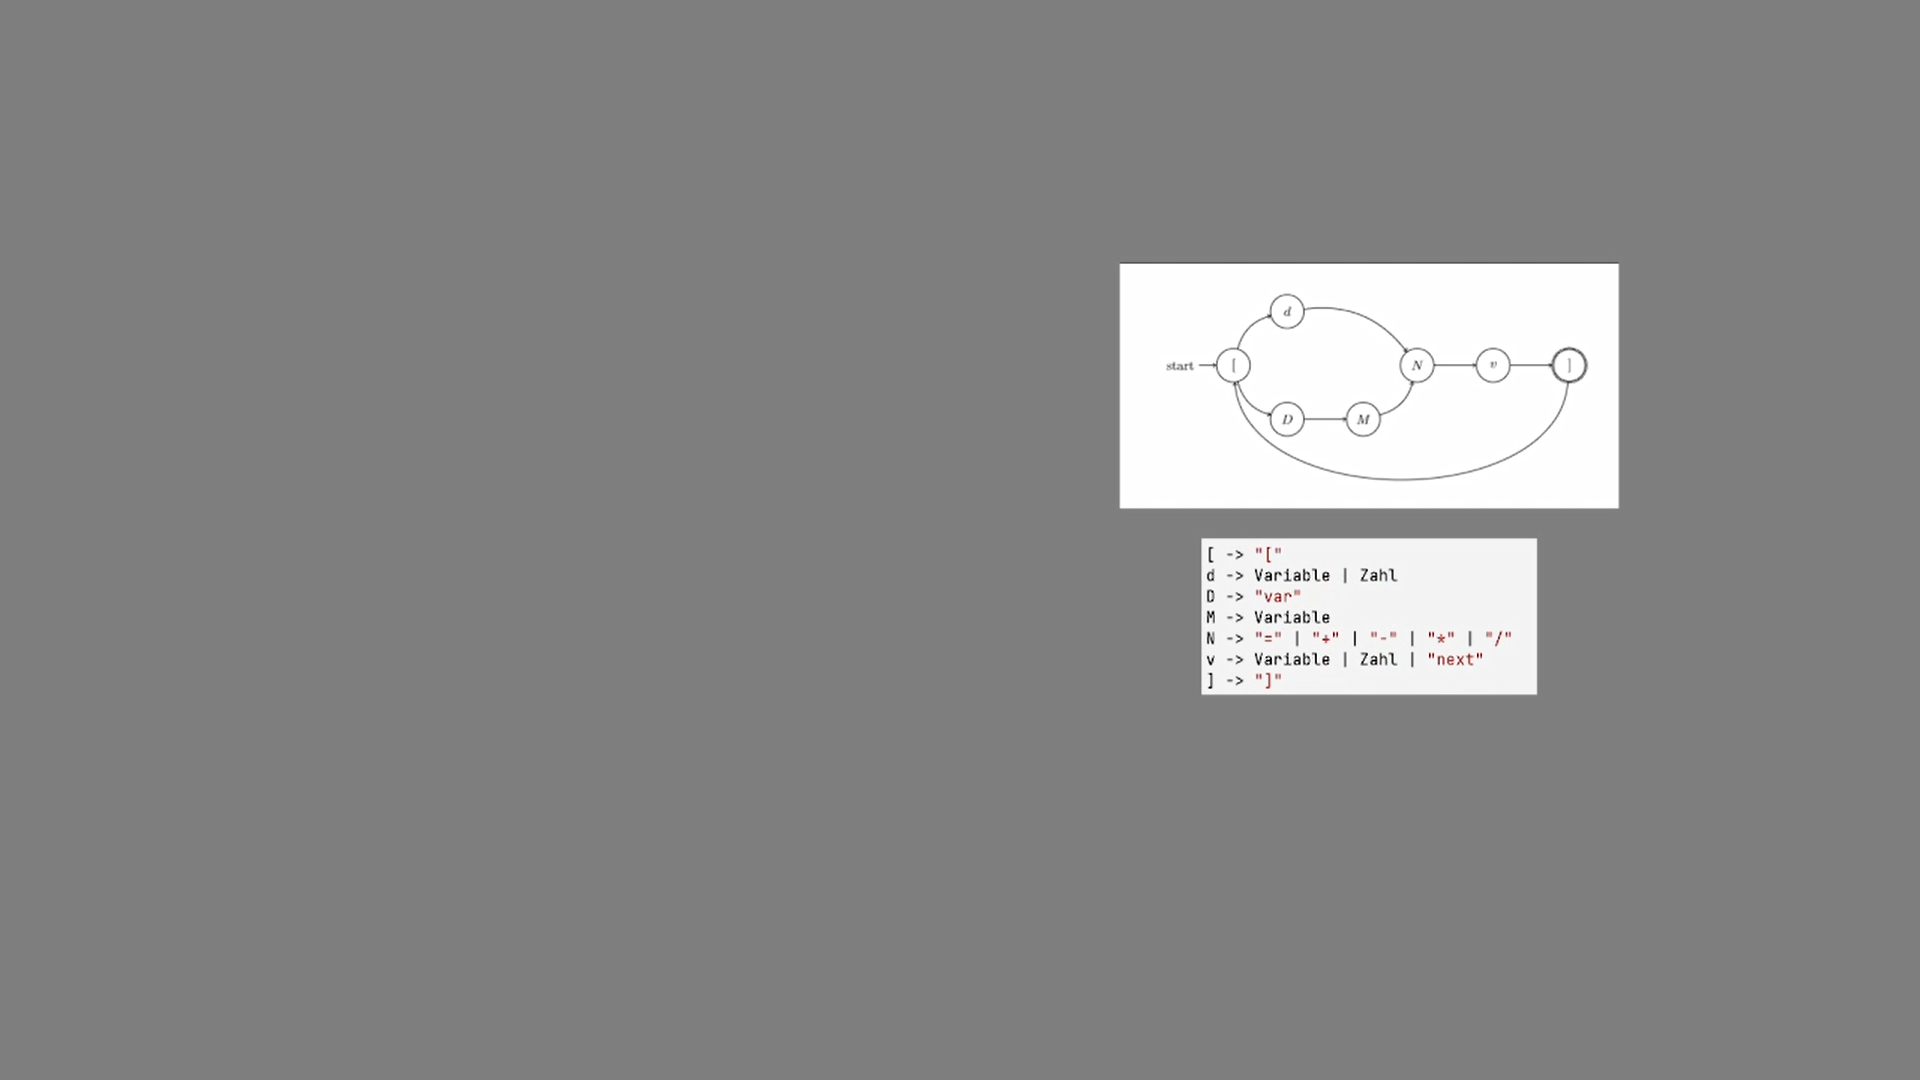 d
start [ N v ]
D M
[ -> "["
d -> Variable | Zahl
D -> "var"
M -> Variable
N -> "=" | "+" | "-" | "*" | "/"
v -> Variable | Zahl | "next"
] -> "]"